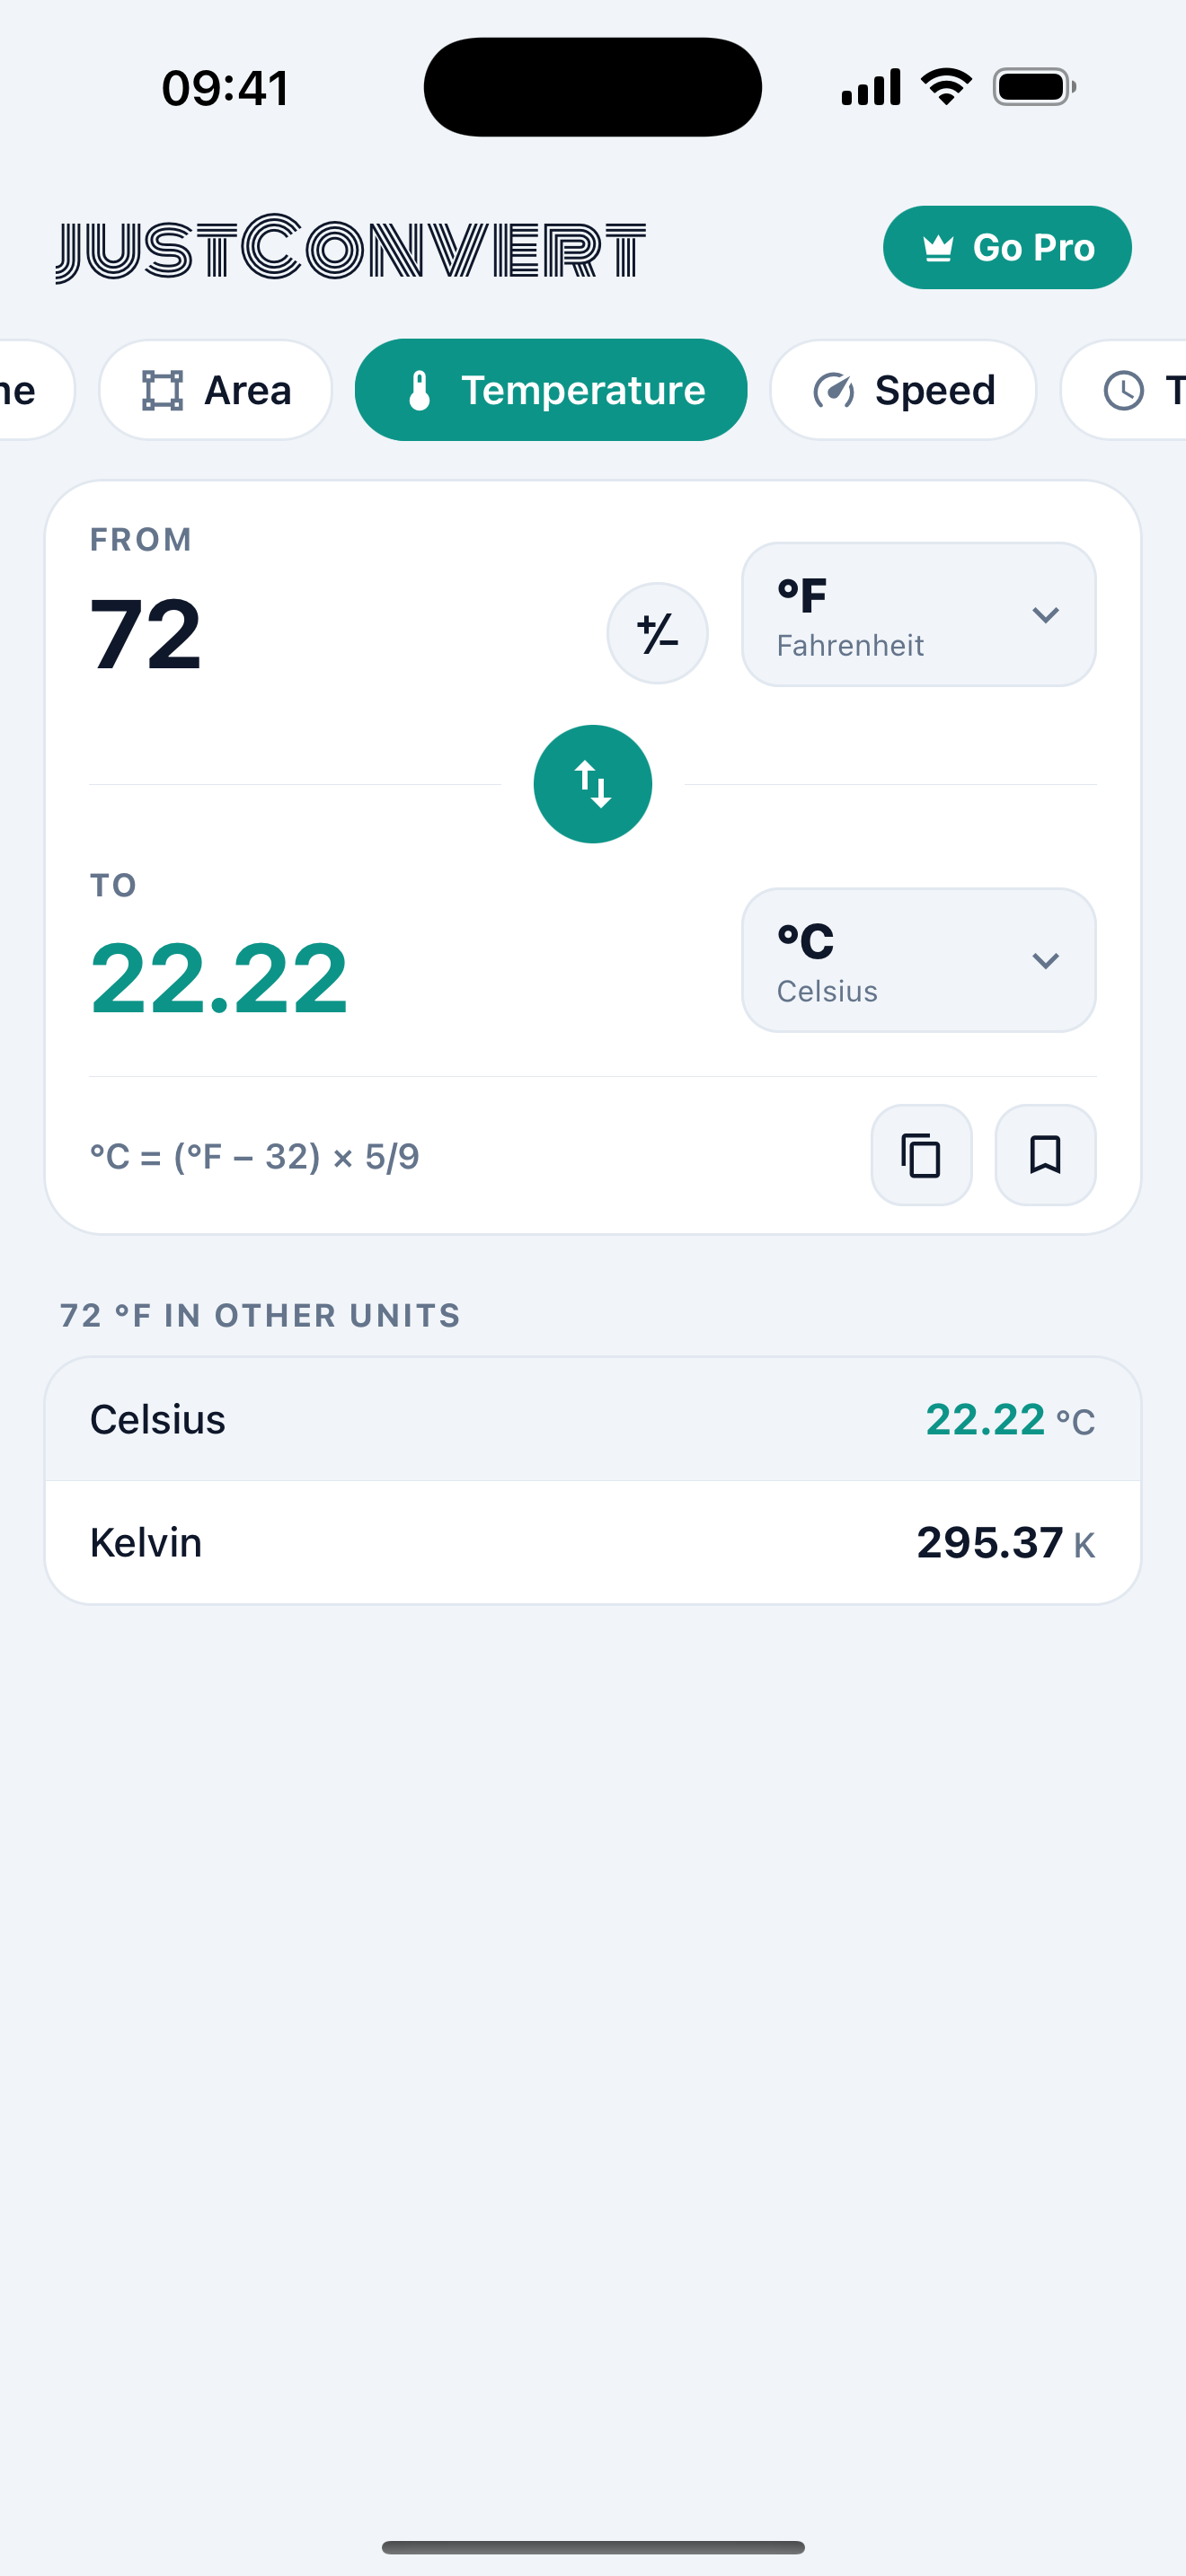 09:41
JUSTCONVERT
Go Pro
Area
Temperature
Speed
FROM
72
+/-
°F
Fahrenheit
TO
22.22
°C
Celsius
°C = (°F – 32) × 5/9
72 °F IN OTHER UNITS
Celsius 22.22 °C
Kelvin 295.37 K